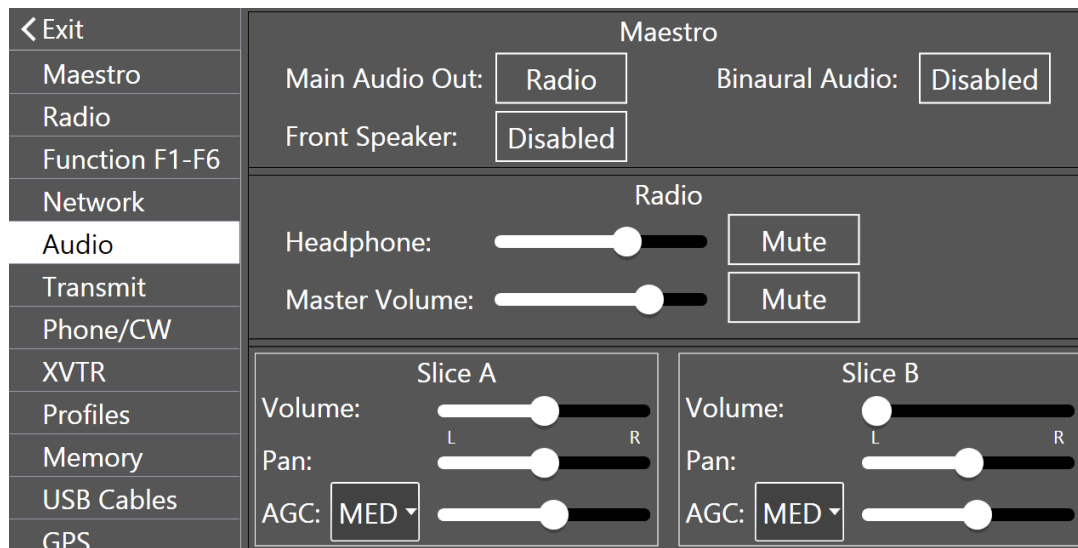 Exit
Maestro
Radio
Function F1-F6
Network
Audio
Transmit
Phone/CW
XVTR
Profiles
Memory
USB Cables
GPS
Maestro
Main Audio Out: Radio Binaural Audio: Disabled
Front Speaker: Disabled
Radio
Headphone: Mute
Master Volume: Mute
Slice A
Volume:
L R
Pan:
AGC: MED
Slice B
Volume:
L R
Pan:
AGC: MED